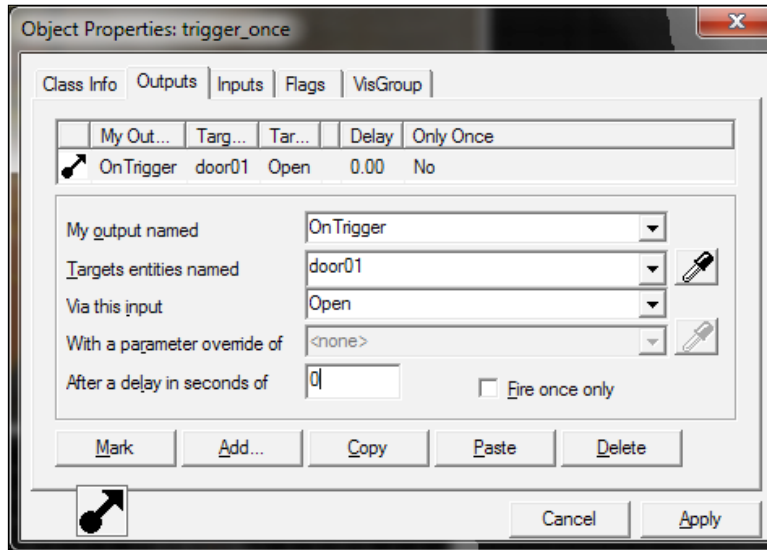 Object Properties: trigger_once
x
Class Info Outputs Inputs Flags VisGroup
My Out... Targ... Tar... Delay Only Once
OnTrigger door01 Open 0.00 No
My output named OnTrigger
Targets entities named door01
Via this input Open
With a parameter override of <none>
After a delay in seconds of 0 Fire once only
Mark Add... Copy Paste Delete
Cancel Apply